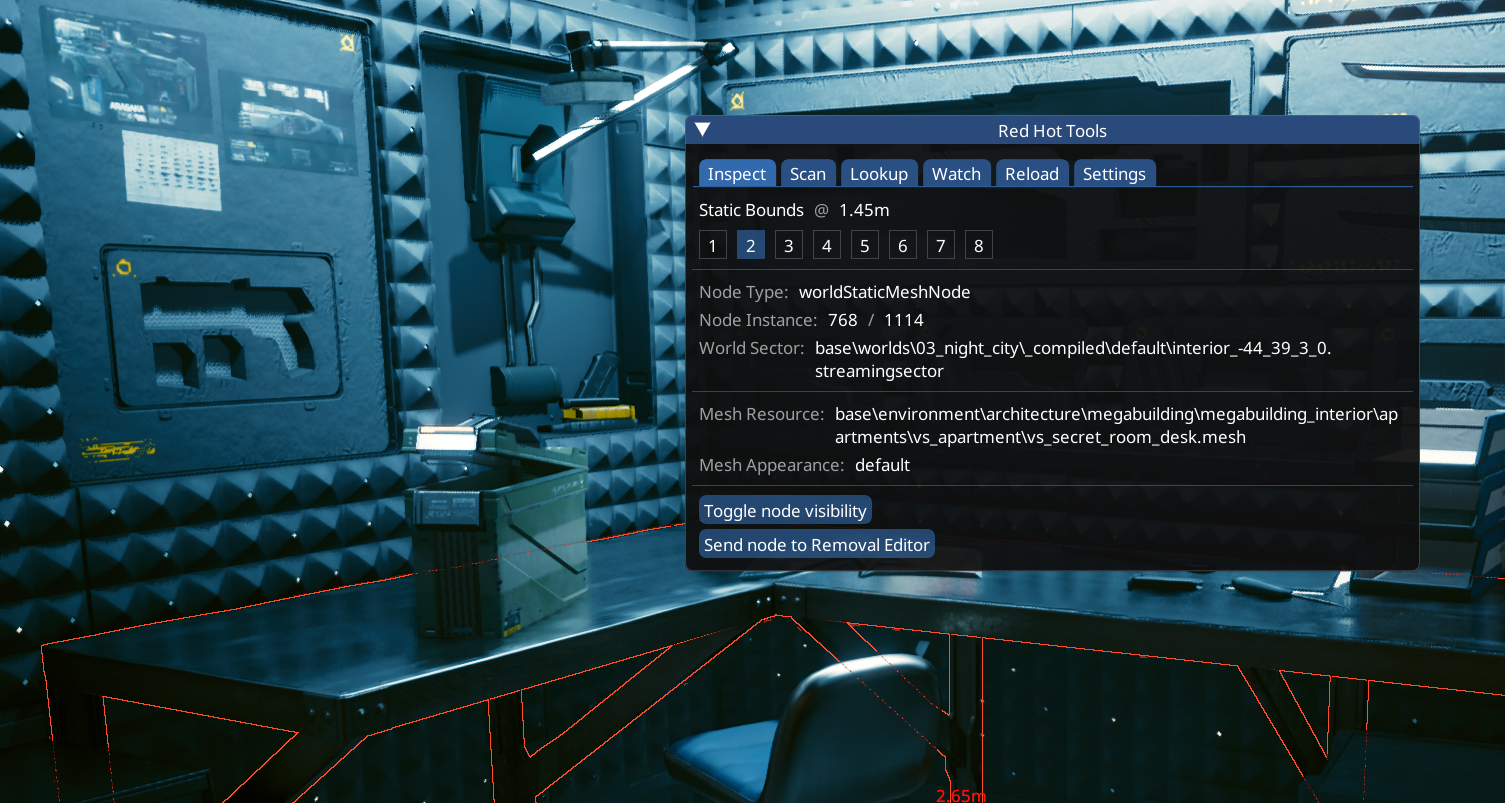 ARASAKA
Red Hot Tools
Inspect Scan Lookup Watch Reload Settings
Static Bounds @ 1.45m
1 2 3 4 5 6 7 8
Node Type: worldStaticMeshNode
Node Instance: 768 / 1114
World Sector: base\worlds\03_night_city\_compiled\default\interior_-44_39_3_0.
streamingsector
Mesh Resource: base\environment\architecture\megabuilding\megabuilding_interior\ap
artments\vs_apartment\vs_secret_room_desk.mesh
Mesh Appearance: default
Toggle node visibility
Send node to Removal Editor
2.65m